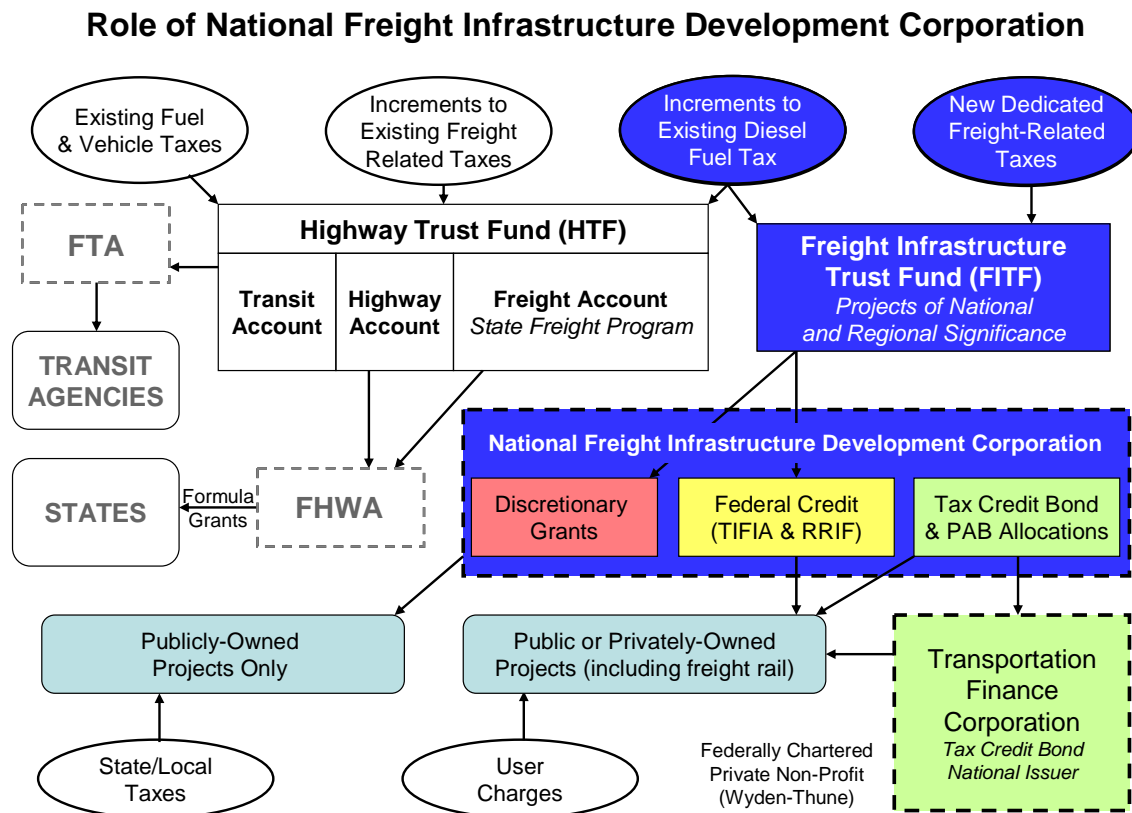 Role of National Freight Infrastructure Development Corporation
Existing Fuel
& Vehicle Taxes
Increments to
Existing Freight
Related Taxes
Increments to
Existing Diesel
Fuel Tax
New Dedicated
Freight-Related
Taxes
FTA
Highway Trust Fund (HTF)
Transit
Account
Highway
Account
Freight Account
State Freight Program
Freight Infrastructure
Trust Fund (FITF)
Projects of National
and Regional Significance
TRANSIT
AGENCIES
National Freight Infrastructure Development Corporation
STATES
Formula
Grants
FHWA
Discretionary
Grants
Federal Credit
(TIFIA & RRIF)
Tax Credit Bond
& PAB Allocations
Publicly-Owned
Projects Only
Public or Privately-Owned
Projects (including freight rail)
Transportation
Finance
Corporation
Tax Credit Bond
National Issuer
State/Local
Taxes
User
Charges
Federally Chartered
Private Non-Profit
(Wyden-Thune)